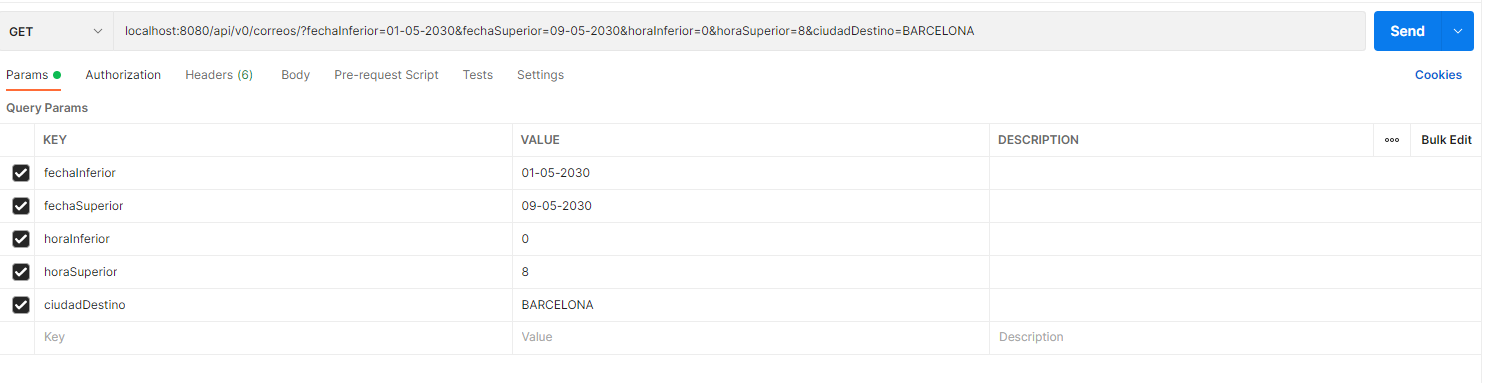 GET localhost:8080/api/v0/correos/?fechaInferior=01-05-2030&fechaSuperior=09-05-2030&horaInferior=0&horaSuperior=8&ciudadDestino=BARCELONA Send
Params Authorization Headers (6) Body Pre-request Script Tests Settings Cookies
Query Params
KEY VALUE DESCRIPTION ooo Bulk Edit
fechaInferior 01-05-2030
fechaSuperior 09-05-2030
horaInferior 0
horaSuperior 8
ciudadDestino BARCELONA
Key Value Description